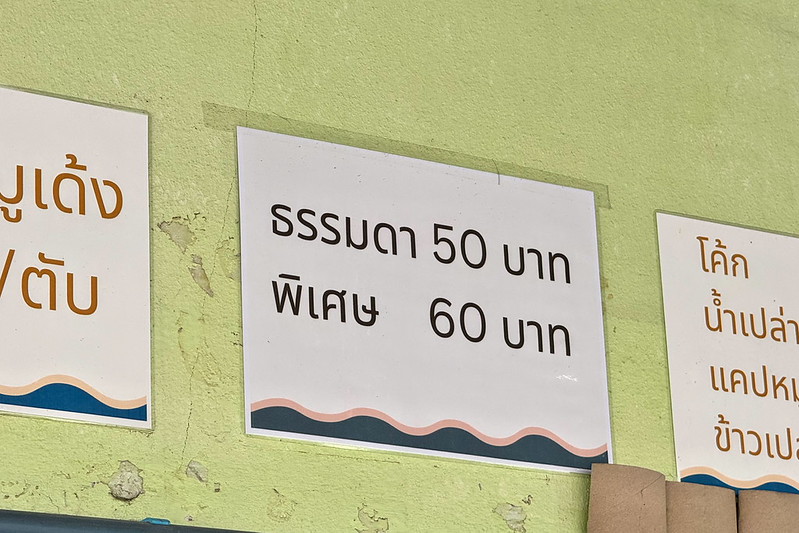 มูเด้ง
/ตับ
ธรรมดา 50 บาท
พิเศษ 60 บาท
โค้ก
น้ำเปล่า
แคปหม
ข้าวเปล